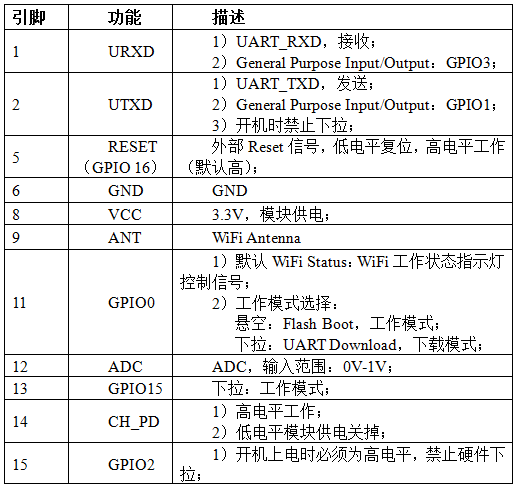 引脚 功能 描述
1 URXD 1）UART_RXD，接收；
2）General Purpose Input/Output：GPIO3；
2 UTXD 1）UART_TXD，发送；
2）General Purpose Input/Output：GPIO1；
3）开机时禁止下拉；
5 RESET（GPIO 16） 外部 Reset 信号，低电平复位，高电平工作
（默认高）；
6 GND GND
8 VCC 3.3V，模块供电；
9 ANT WiFi Antenna
11 GPIO0 1）默认 WiFi Status：WiFi 工作状态指示灯
控制信号；
2）工作模式选择：
悬空：Flash Boot，工作模式；
下拉：UART Download，下载模式；
12 ADC ADC，输入范围：0V-1V；
13 GPIO15 下拉：工作模式；
14 CH_PD 1）高电平工作；
2）低电平模块供电关掉；
15 GPIO2 1）开机上电时必须为高电平，禁止硬件下
拉；